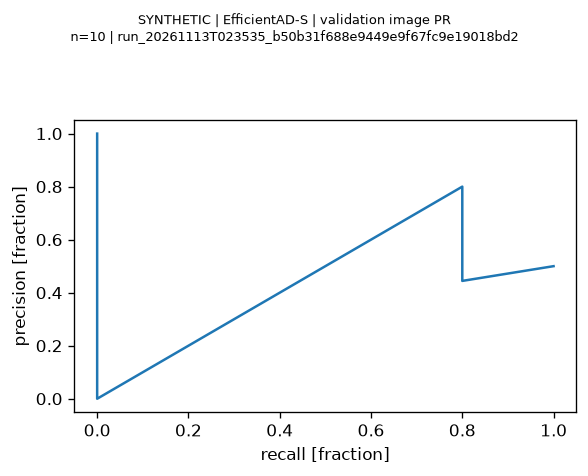 SYNTHETIC | EfficientAD-S | validation image PR
n=10 | run_20261113T023535_b50b31f688e9449e9f67fc9e19018bd2
1.0
0.8
0.6
0.4
0.2
0.0
precision [fraction]
0.0 0.2 0.4 0.6 0.8 1.0
recall [fraction]